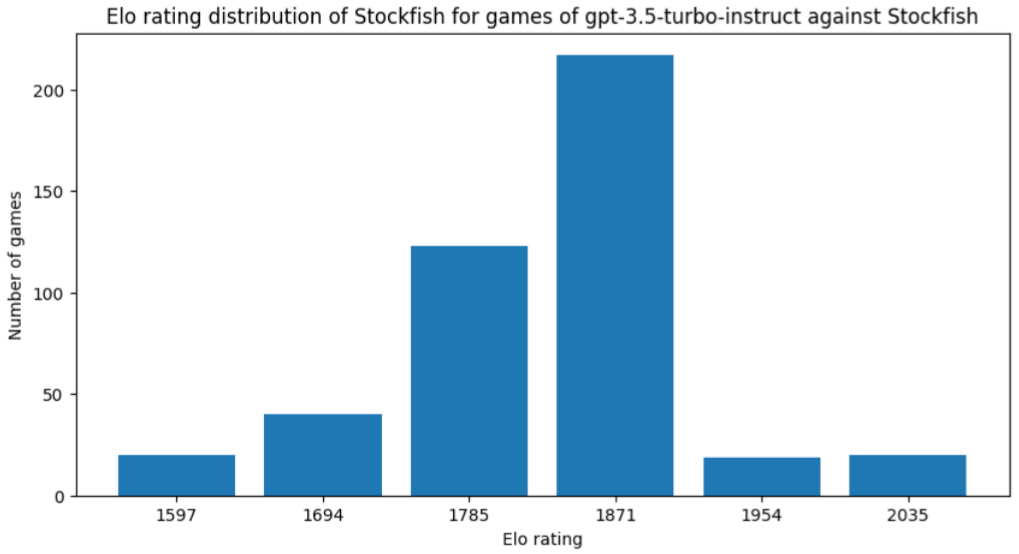 Elo rating distribution of Stockfish for games of gpt-3.5-turbo-instruct against Stockfish
Number of games
200
150
100
50
0
1597 1694 1785 1871 1954 2035
Elo rating